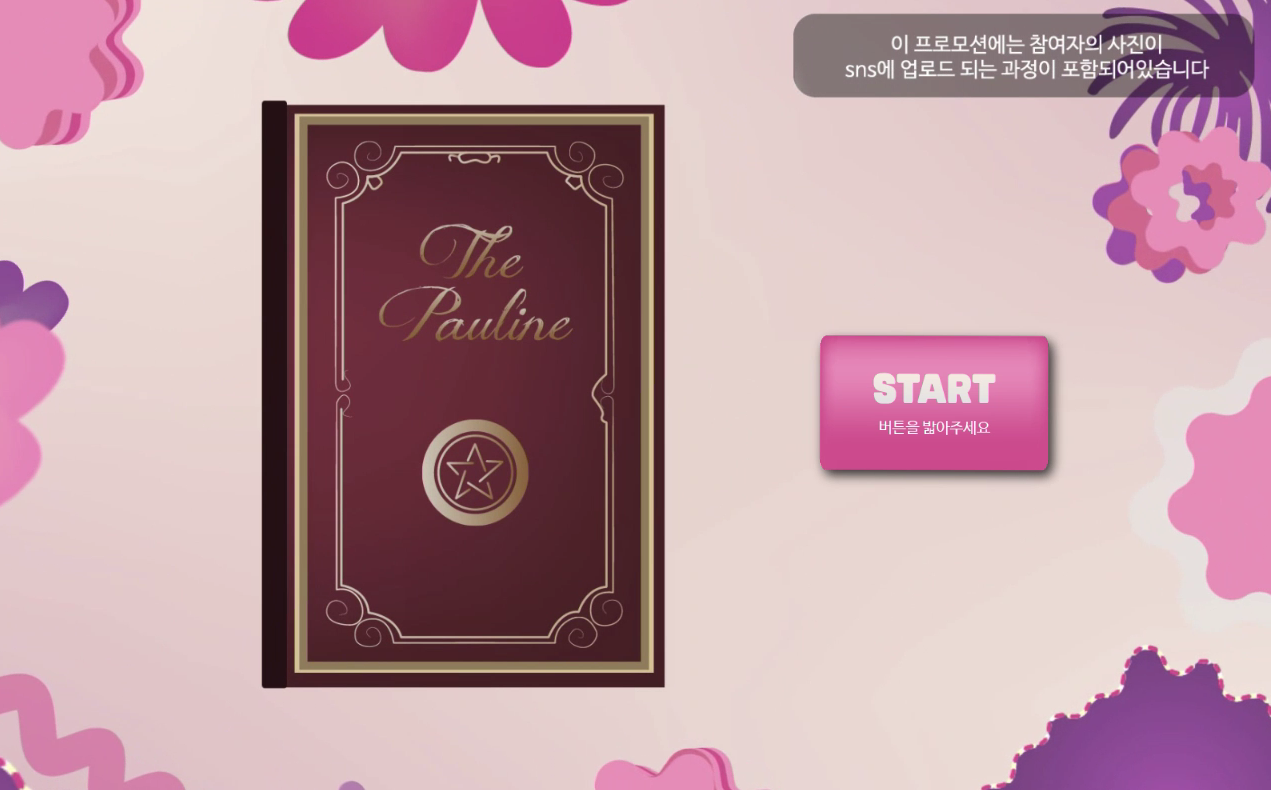 이 프로모션에는 참여자의 사진이
sns에 업로드 되는 과정이 포함되어있습니다
The
Pauline
START
버튼을 밟아주세요